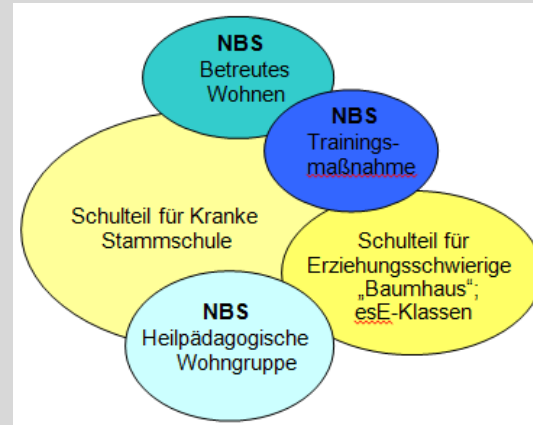 NBS
Betreutes
Wohnen
NBS
Trainings-
maßnahme
Schulteil für Kranke
Stammschule
Schulteil für
Erziehungsschwierige
„Baumhaus“;
esE-Klassen
NBS
Heilpädagogische
Wohngruppe